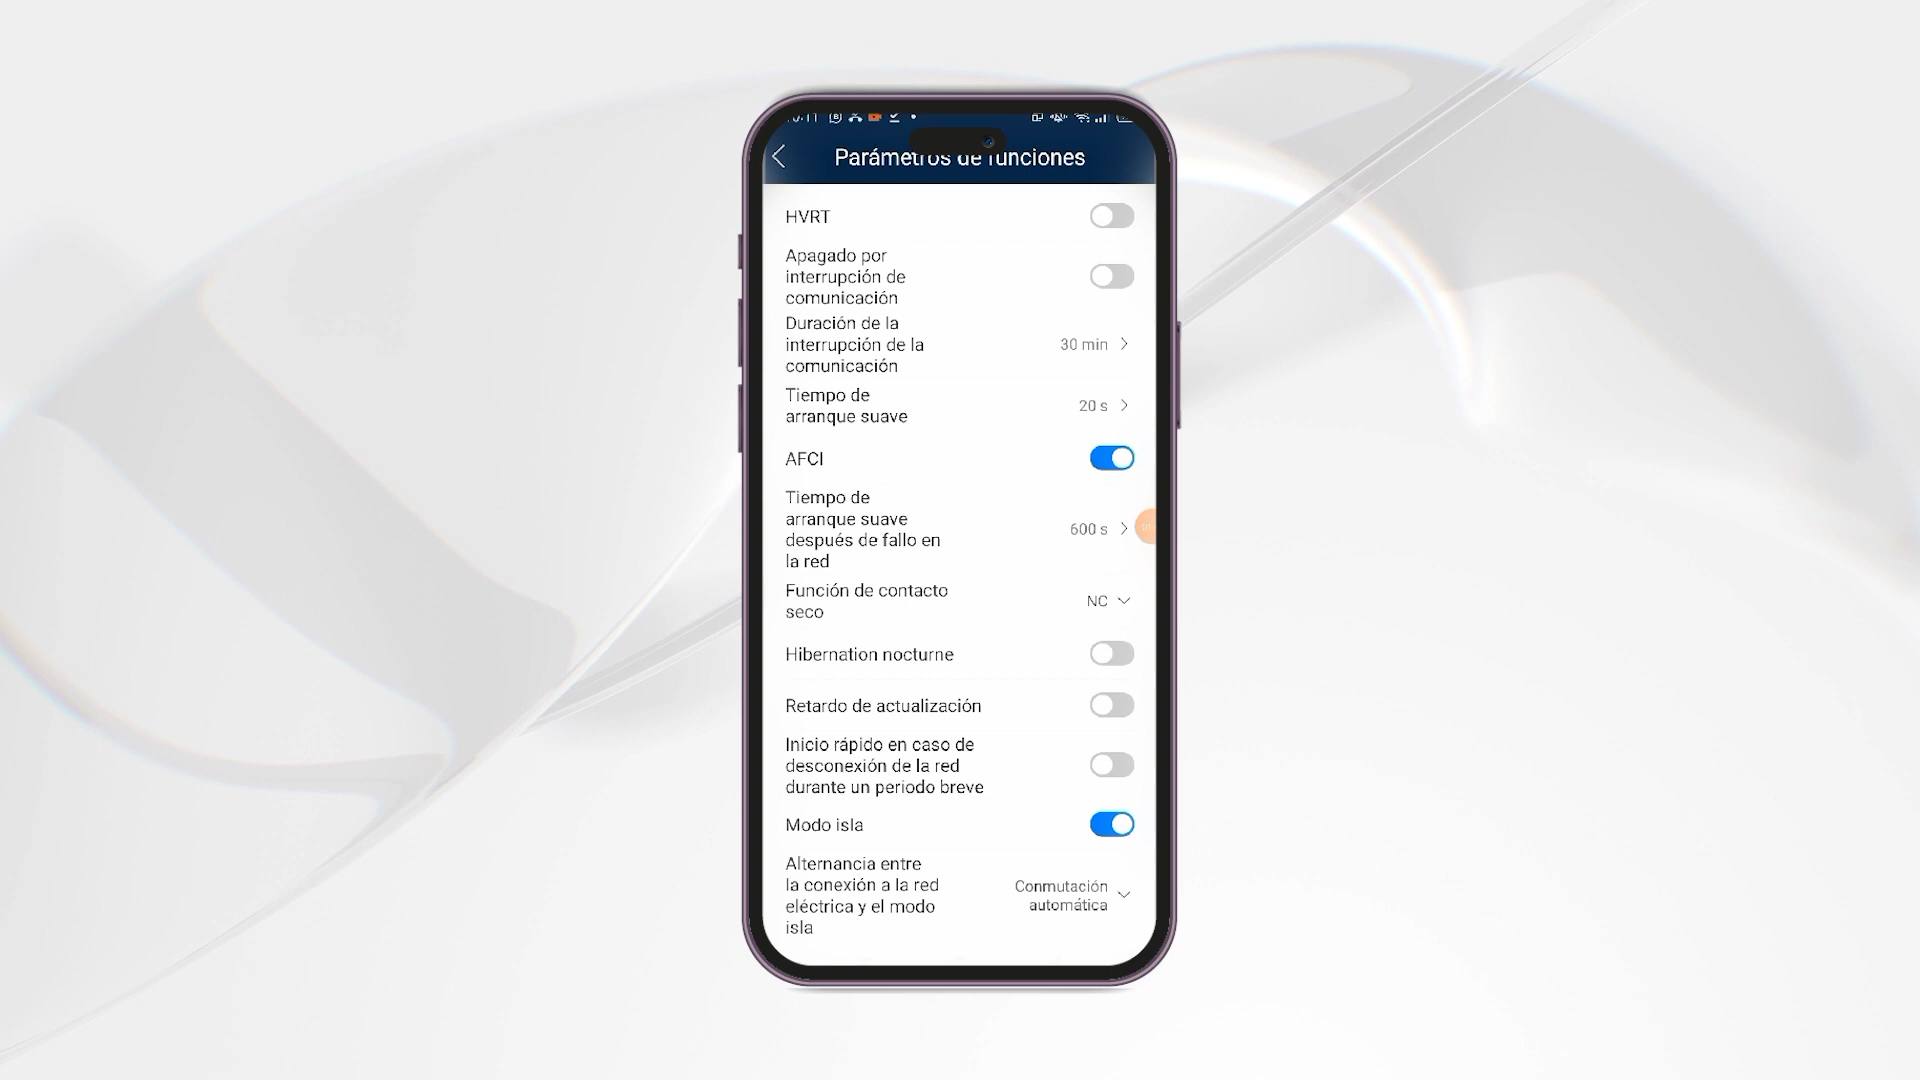 Parámetros de funciones
HVRT
Apagado por
interrupción de
comunicación
Duración de la
interrupción de la
comunicación
30 min
Tiempo de
arranque suave
20 s
AFCI
Tiempo de
arranque suave
después de fallo en
la red
600 s
Función de contacto
seco
NC
Hibernation nocturne
Retardo de actualización
Inicio rápido en caso de
desconexión de la red
durante un periodo breve
Modo isla
Alternancia entre
la conexión a la red
eléctrica y el modo
isla
Conmutación
automática